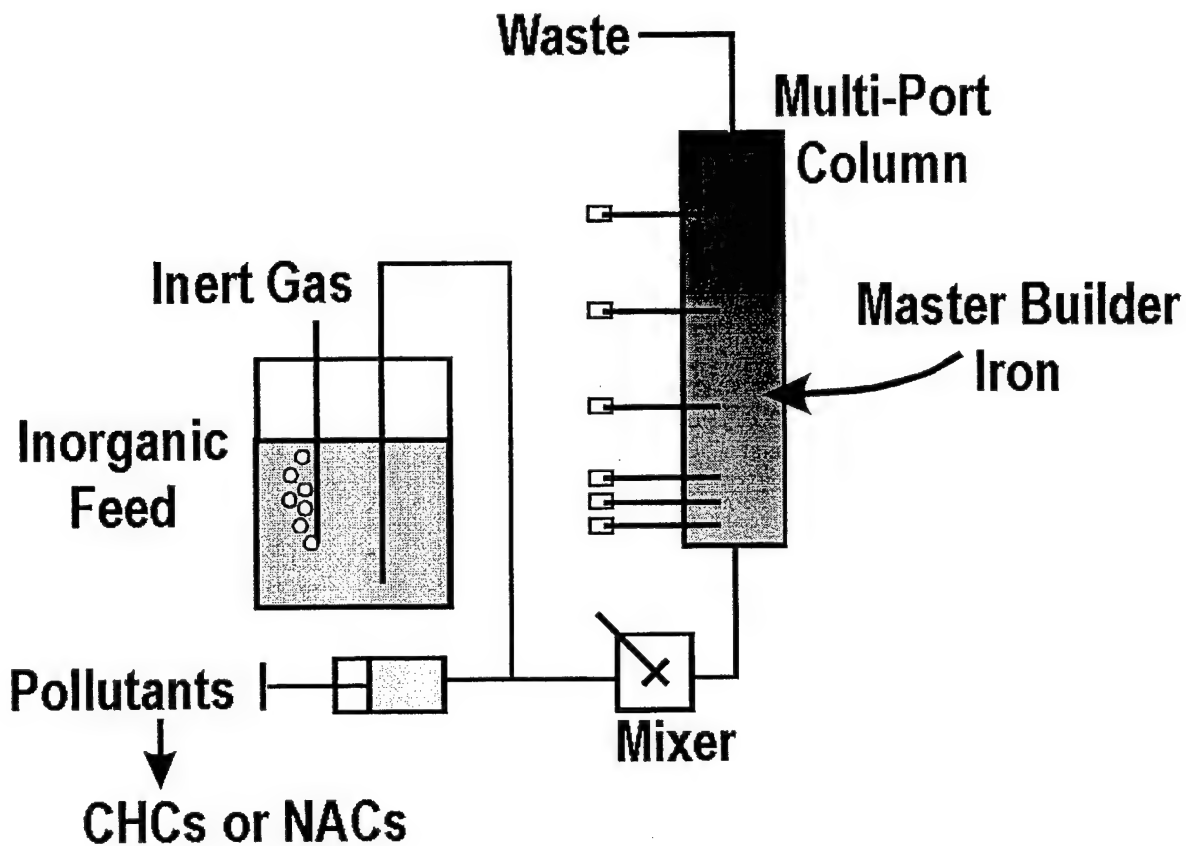 Waste
Multi-Port
Column
Inert Gas
Master Builder
Iron
Inorganic
Feed
Pollutants
Mixer
CHCs or NACs